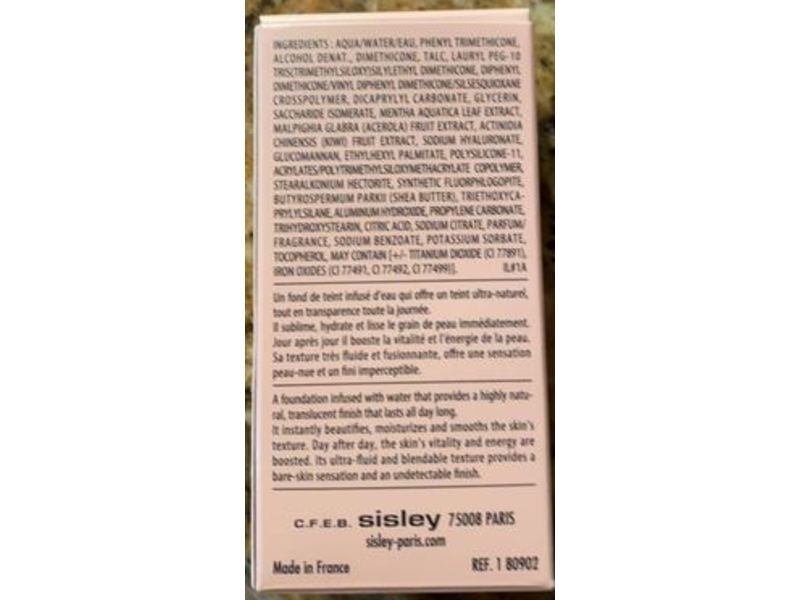 INGREDIENTS : AQUA/WATER/EAU, PHENYL TRIMETHICONE,
ALCOHOL DENAT., DIMETHICONE, TALC, LAURYL PEG-10
TRIS(TRIMETHYLSILOXY)SILYLETHYL DIMETHICONE, DIPHENYL
DIMETHICONE/VINYL DIPHENYL DIMETHICONE/SILSESQUIOXANE
CROSSPOLYMER, DICAPRYLYL CARBONATE, GLYCERIN,
SACCHARIDE ISOMERATE, MENTHA AQUATICA LEAF EXTRACT,
MALPIGHIA GLABRA (ACEROLA) FRUIT EXTRACT, ACTINIDIA
CHINENSIS (KIWI) FRUIT EXTRACT, SODIUM HYALURONATE,
GLUCOMANNAN, ETHYLHEXYL PALMITATE, POLYSILICONE-11,
ACRYLATES/POLYTRIMETHYLSILOXYMETHACRYLATE COPOLYMER,
STEARALKONIUM HECTORITE, SYNTHETIC FLUORPHLOGOPITE,
BUTYROSPERMUM PARKII (SHEA BUTTER), TRIETHOXYCA-
PRYLYLSILANE, ALUMINUM HYDROXIDE, PROPYLENE CARBONATE,
TRIHYDROXYSTEARIN, CITRIC ACID, SODIUM CITRATE, PARFUM/
FRAGRANCE, SODIUM BENZOATE, POTASSIUM SORBATE,
TOCOPHEROL, MAY CONTAIN [+/- TITANIUM DIOXIDE (CI 77891),
IRON OXIDES (CI 77491, CI 77492, CI 77499)]. IL#1A
Un fond de teint infusé d'eau qui offre un teint ultra-naturel,
tout en transparence toute la journée.
Il sublime, hydrate et lisse le grain de peau immédiatement.
Jour après jour il booste la vitalité et l'énergie de la peau.
Sa texture très fluide et fusionnante, offre une sensation
peau-nue et un fini imperceptible.
A foundation infused with water that provides a highly natu-
ral, translucent finish that lasts all day long.
It instantly beautifies, moisturizes and smooths the skin's
texture. Day after day, the skin's vitality and energy are
boosted. Its ultra-fluid and blendable texture provides a
bare-skin sensation and an undetectable finish.
C.F.E.B. sisley 75008 PARIS
sisley-paris.com
Made in France REF. 1 80902